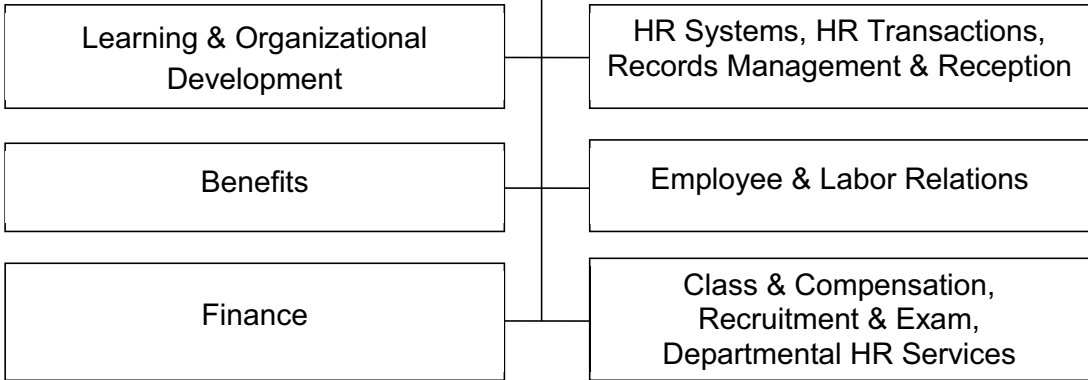 Learning & Organizational
Development
HR Systems, HR Transactions,
Records Management & Reception
Benefits
Employee & Labor Relations
Finance
Class & Compensation,
Recruitment & Exam,
Departmental HR Services